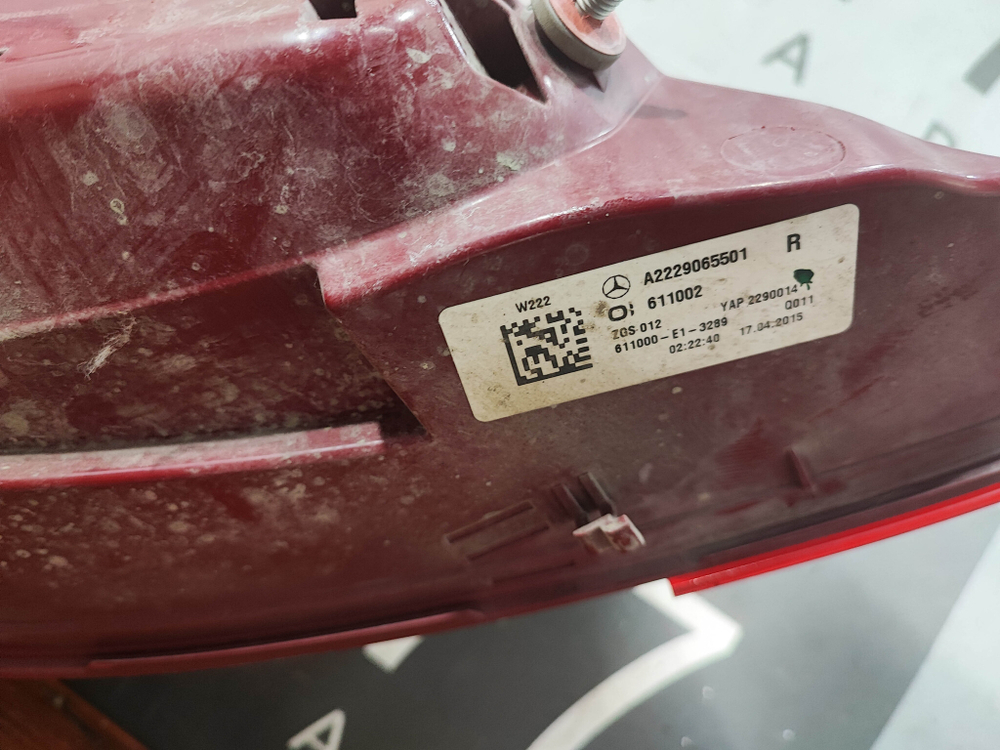 W222
A2229065501 R
611002
ZGS 012 YAP 2290014
611000-E1-3289 Q011
02:22:40 17.04.2015
A
A